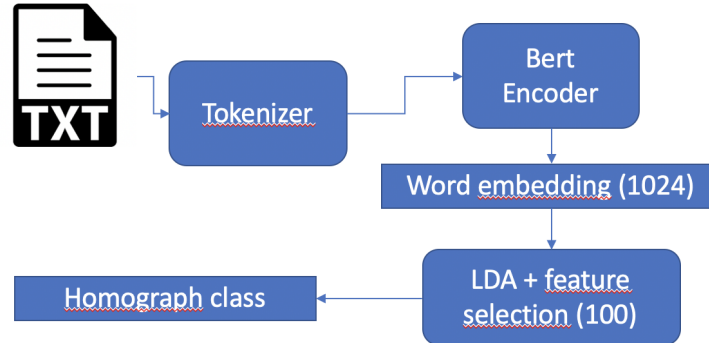 TXT
Tokenizer
Bert
Encoder
Word embedding (1024)
LDA + feature
selection (100)
Homograph class